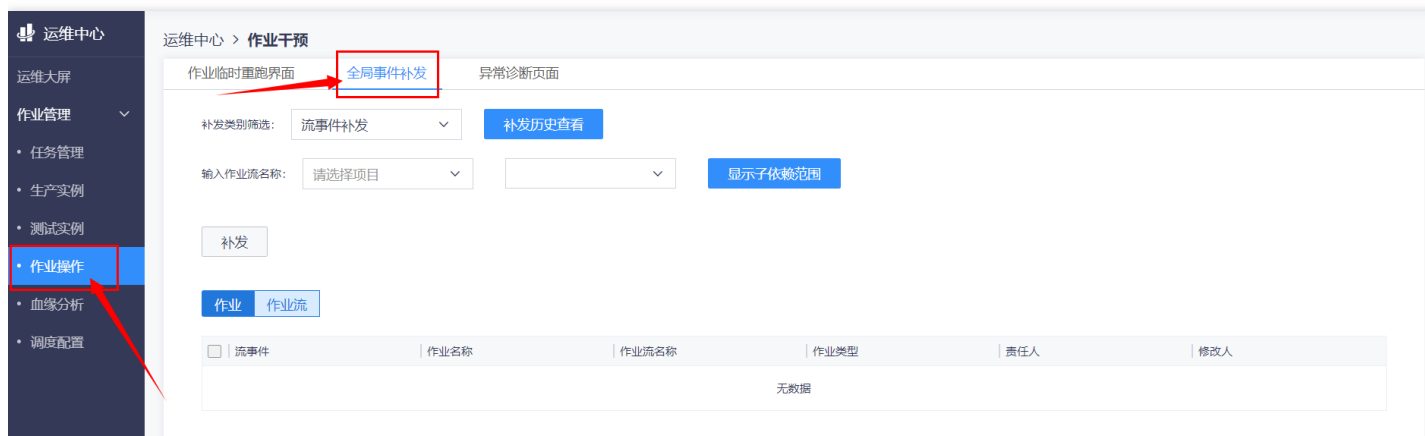 运维中心
运维大屏
作业管理
• 任务管理
• 生产实例
• 测试实例
• 作业操作
• 血缘分析
• 调度配置
运维中心 > 作业干预
作业临时重跑界面 全局事件补发 异常诊断页面
补发类别筛选: 流事件补发 补发历史查看
输入作业流名称: 请选择项目 显示子依赖范围
补发
作业 作业流
流事件 作业名称 作业流名称 作业类型 责任人 修改人
无数据